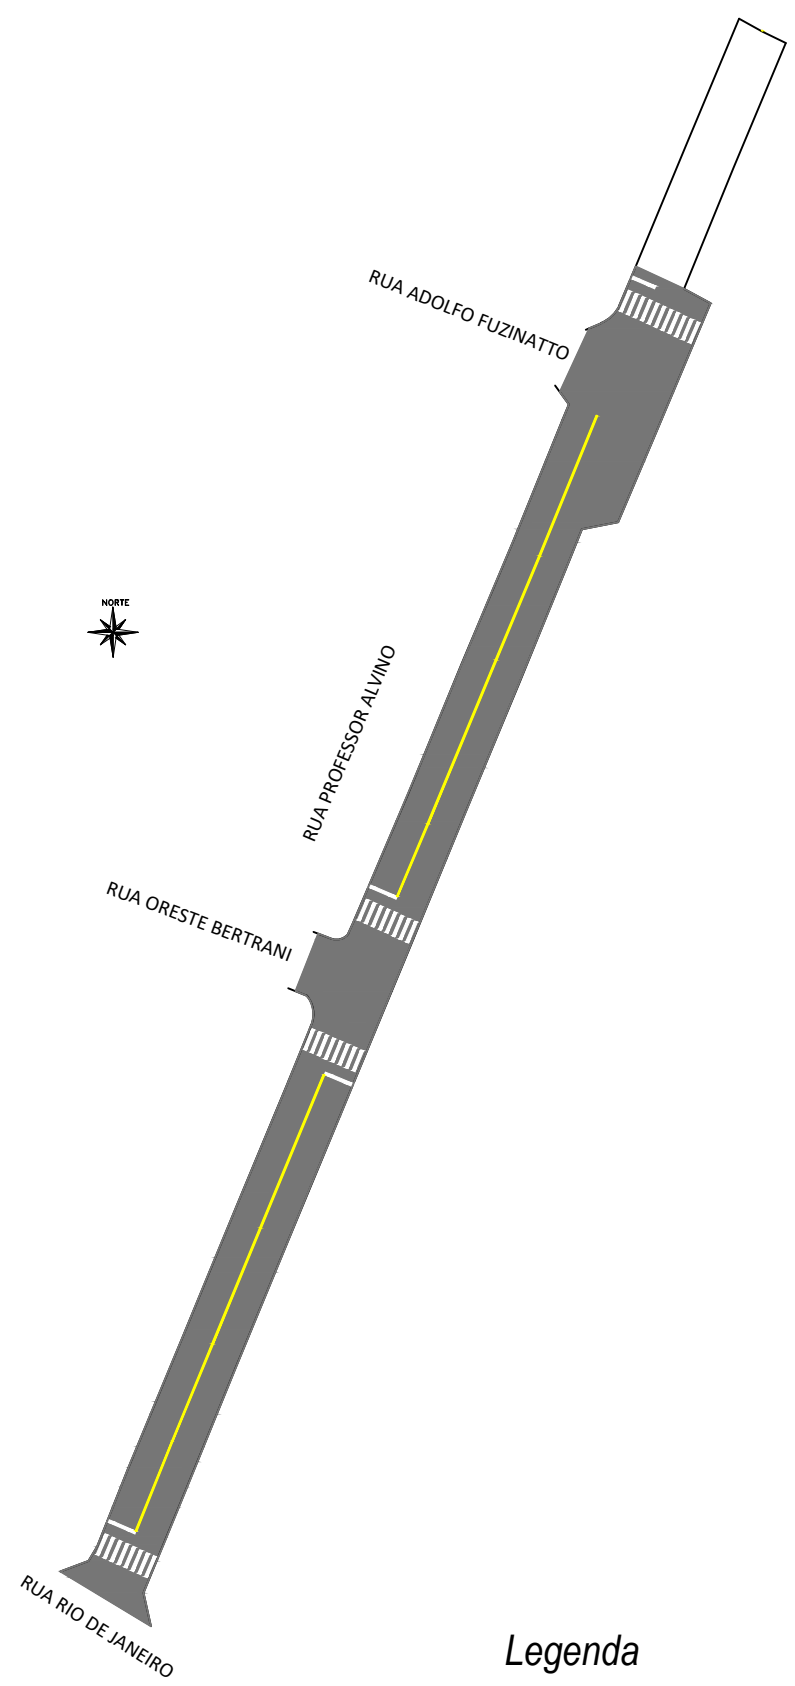 RUA ADOLFO FUZINATTO
NORTE
RUA PROFESSOR ALVINO
RUA ORESTE BERTRANI
RUA RIO DE JANEIRO
Legenda